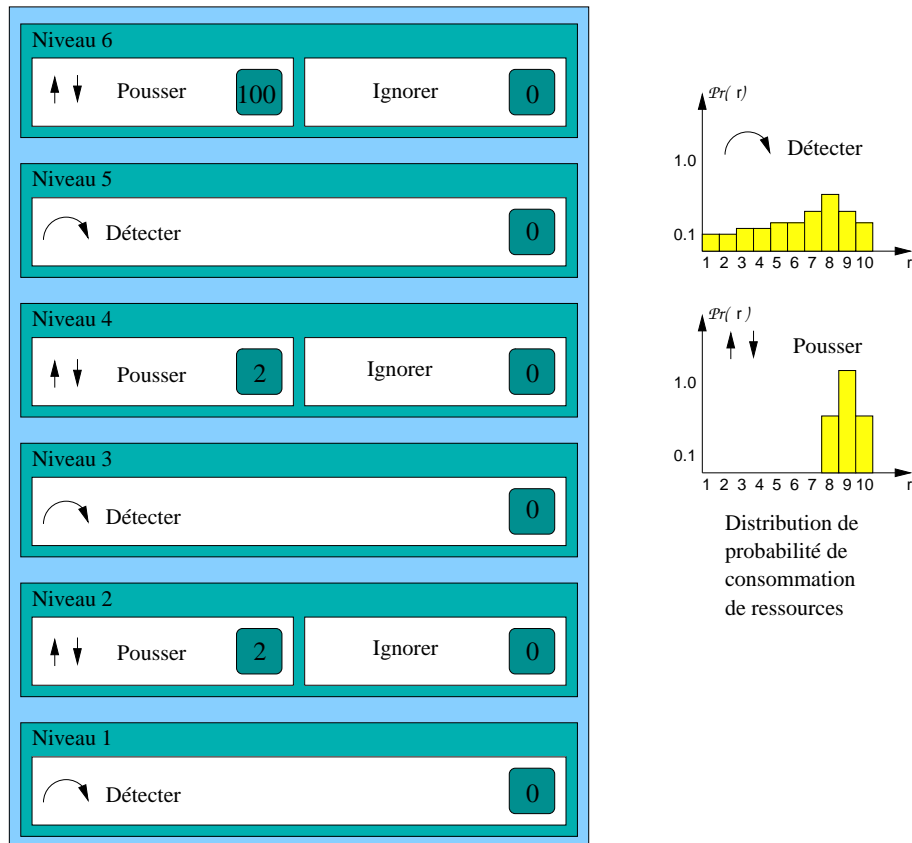 Niveau 6
Pousser 100 Ignorer 0
Niveau 5
Détecter 0
Niveau 4
Pousser 2 Ignorer 0
Niveau 3
Détecter 0
Niveau 2
Pousser 2 Ignorer 0
Niveau 1
Détecter 0
Pr( r )
Détecter
1.0
0.1
1 2 3 4 5 6 7 8 9 10 r
Pr( r )
Pousser
1.0
0.1
1 2 3 4 5 6 7 8 9 10 r
Distribution de
probabilité de
consommation
de ressources